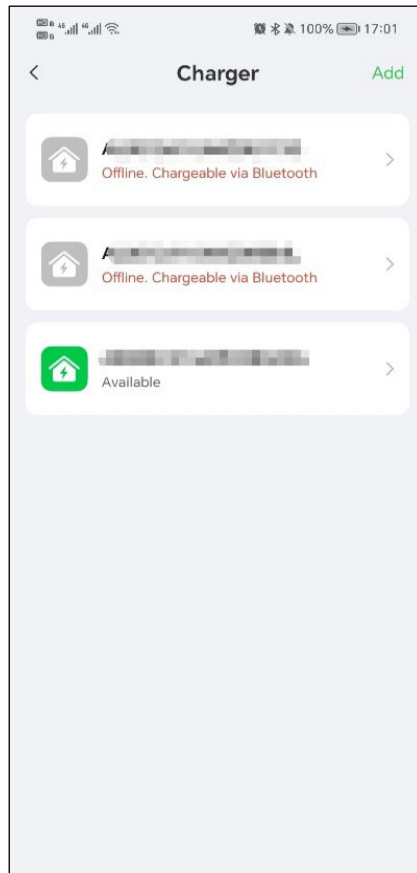 100% 17:01
Charger
Add
Offline. Chargeable via Bluetooth
Offline. Chargeable via Bluetooth
Available